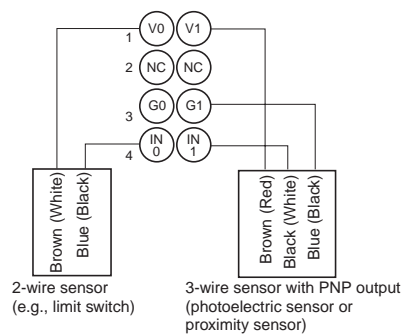 1 V0 V1
2 NC NC
3 G0 G1
4 IN 0 IN 1
Brown (White)
Blue (Black)
Brown (Red)
Black (White)
Blue (Black)
2-wire sensor
(e.g., limit switch)
3-wire sensor with PNP output
(photoelectric sensor or
proximity sensor)